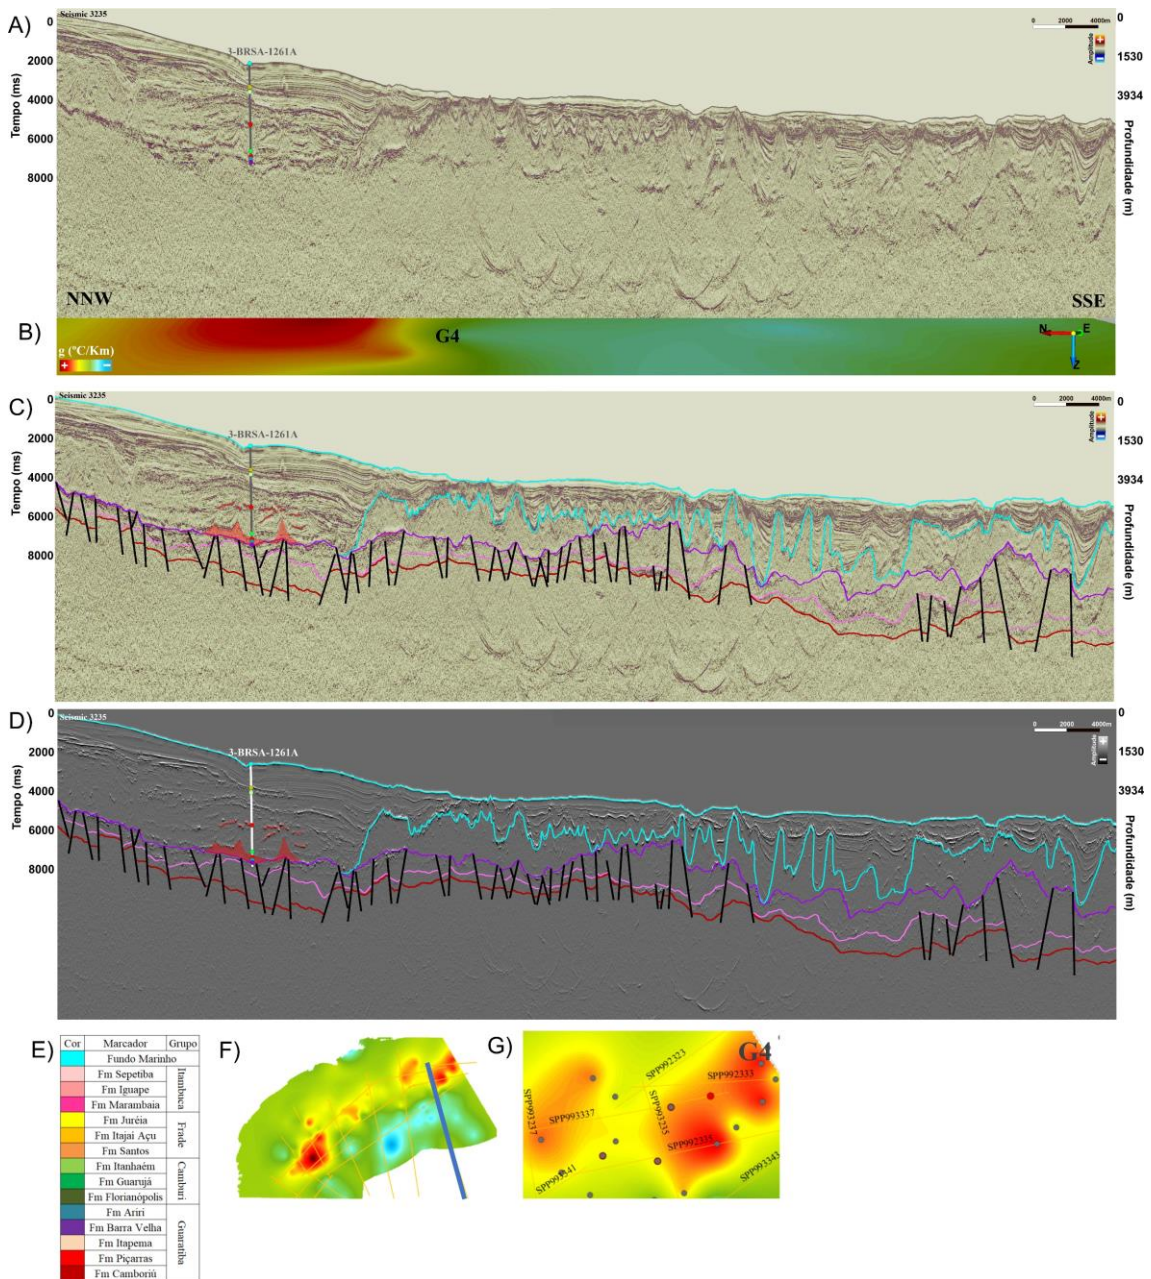 A)
Seismic 3235
3-BRSA-1261A
0 2000 4000m
Amplitude
+
0
2000
4000
6000
8000
Tempo (ms)
0
1530
3934
Profundidade (m)
NNW
SSE
B)
g (°C/Km)
+
G4
N
E
Z
C)
Seismic 3235
3-BRSA-1261A
0 2000 4000m
Amplitude
+
0
2000
4000
6000
8000
Tempo (ms)
0
1530
3934
Profundidade (m)
D)
Seismic 3235
3-BRSA-1261A
0 2000 4000m
Amplitude
+
0
2000
4000
6000
8000
Tempo (ms)
0
1530
3934
Profundidade (m)
E)
Cor Marcador Grupo
Fundo Marinho
Fm Sepetiba
Fm Iguape
Fm Marambaia
Itambuca
Fm Juréia
Fm Itajai Açu
Fm Santos
Frade
Fm Itanhaém
Fm Guarujá
Fm Florianópolis
Camburi
Fm Ariri
Fm Barra Velha
Fm Itapema
Fm Piçarras
Fm Camboriú
Guaratiba
F)
G)
G4
SPP992323
SPP992333
SPP993337
SPP993237
SPP993235
SPP992335
SPP993341
SPP993343